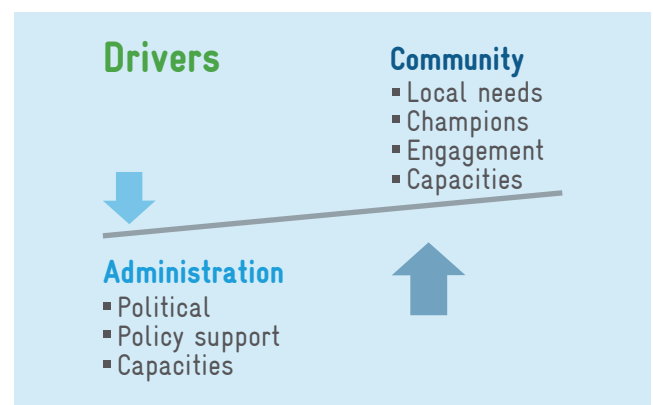 Drivers
Community
▪ Local needs
▪ Champions
▪ Engagement
▪ Capacities
Administration
▪ Political
▪ Policy support
▪ Capacities